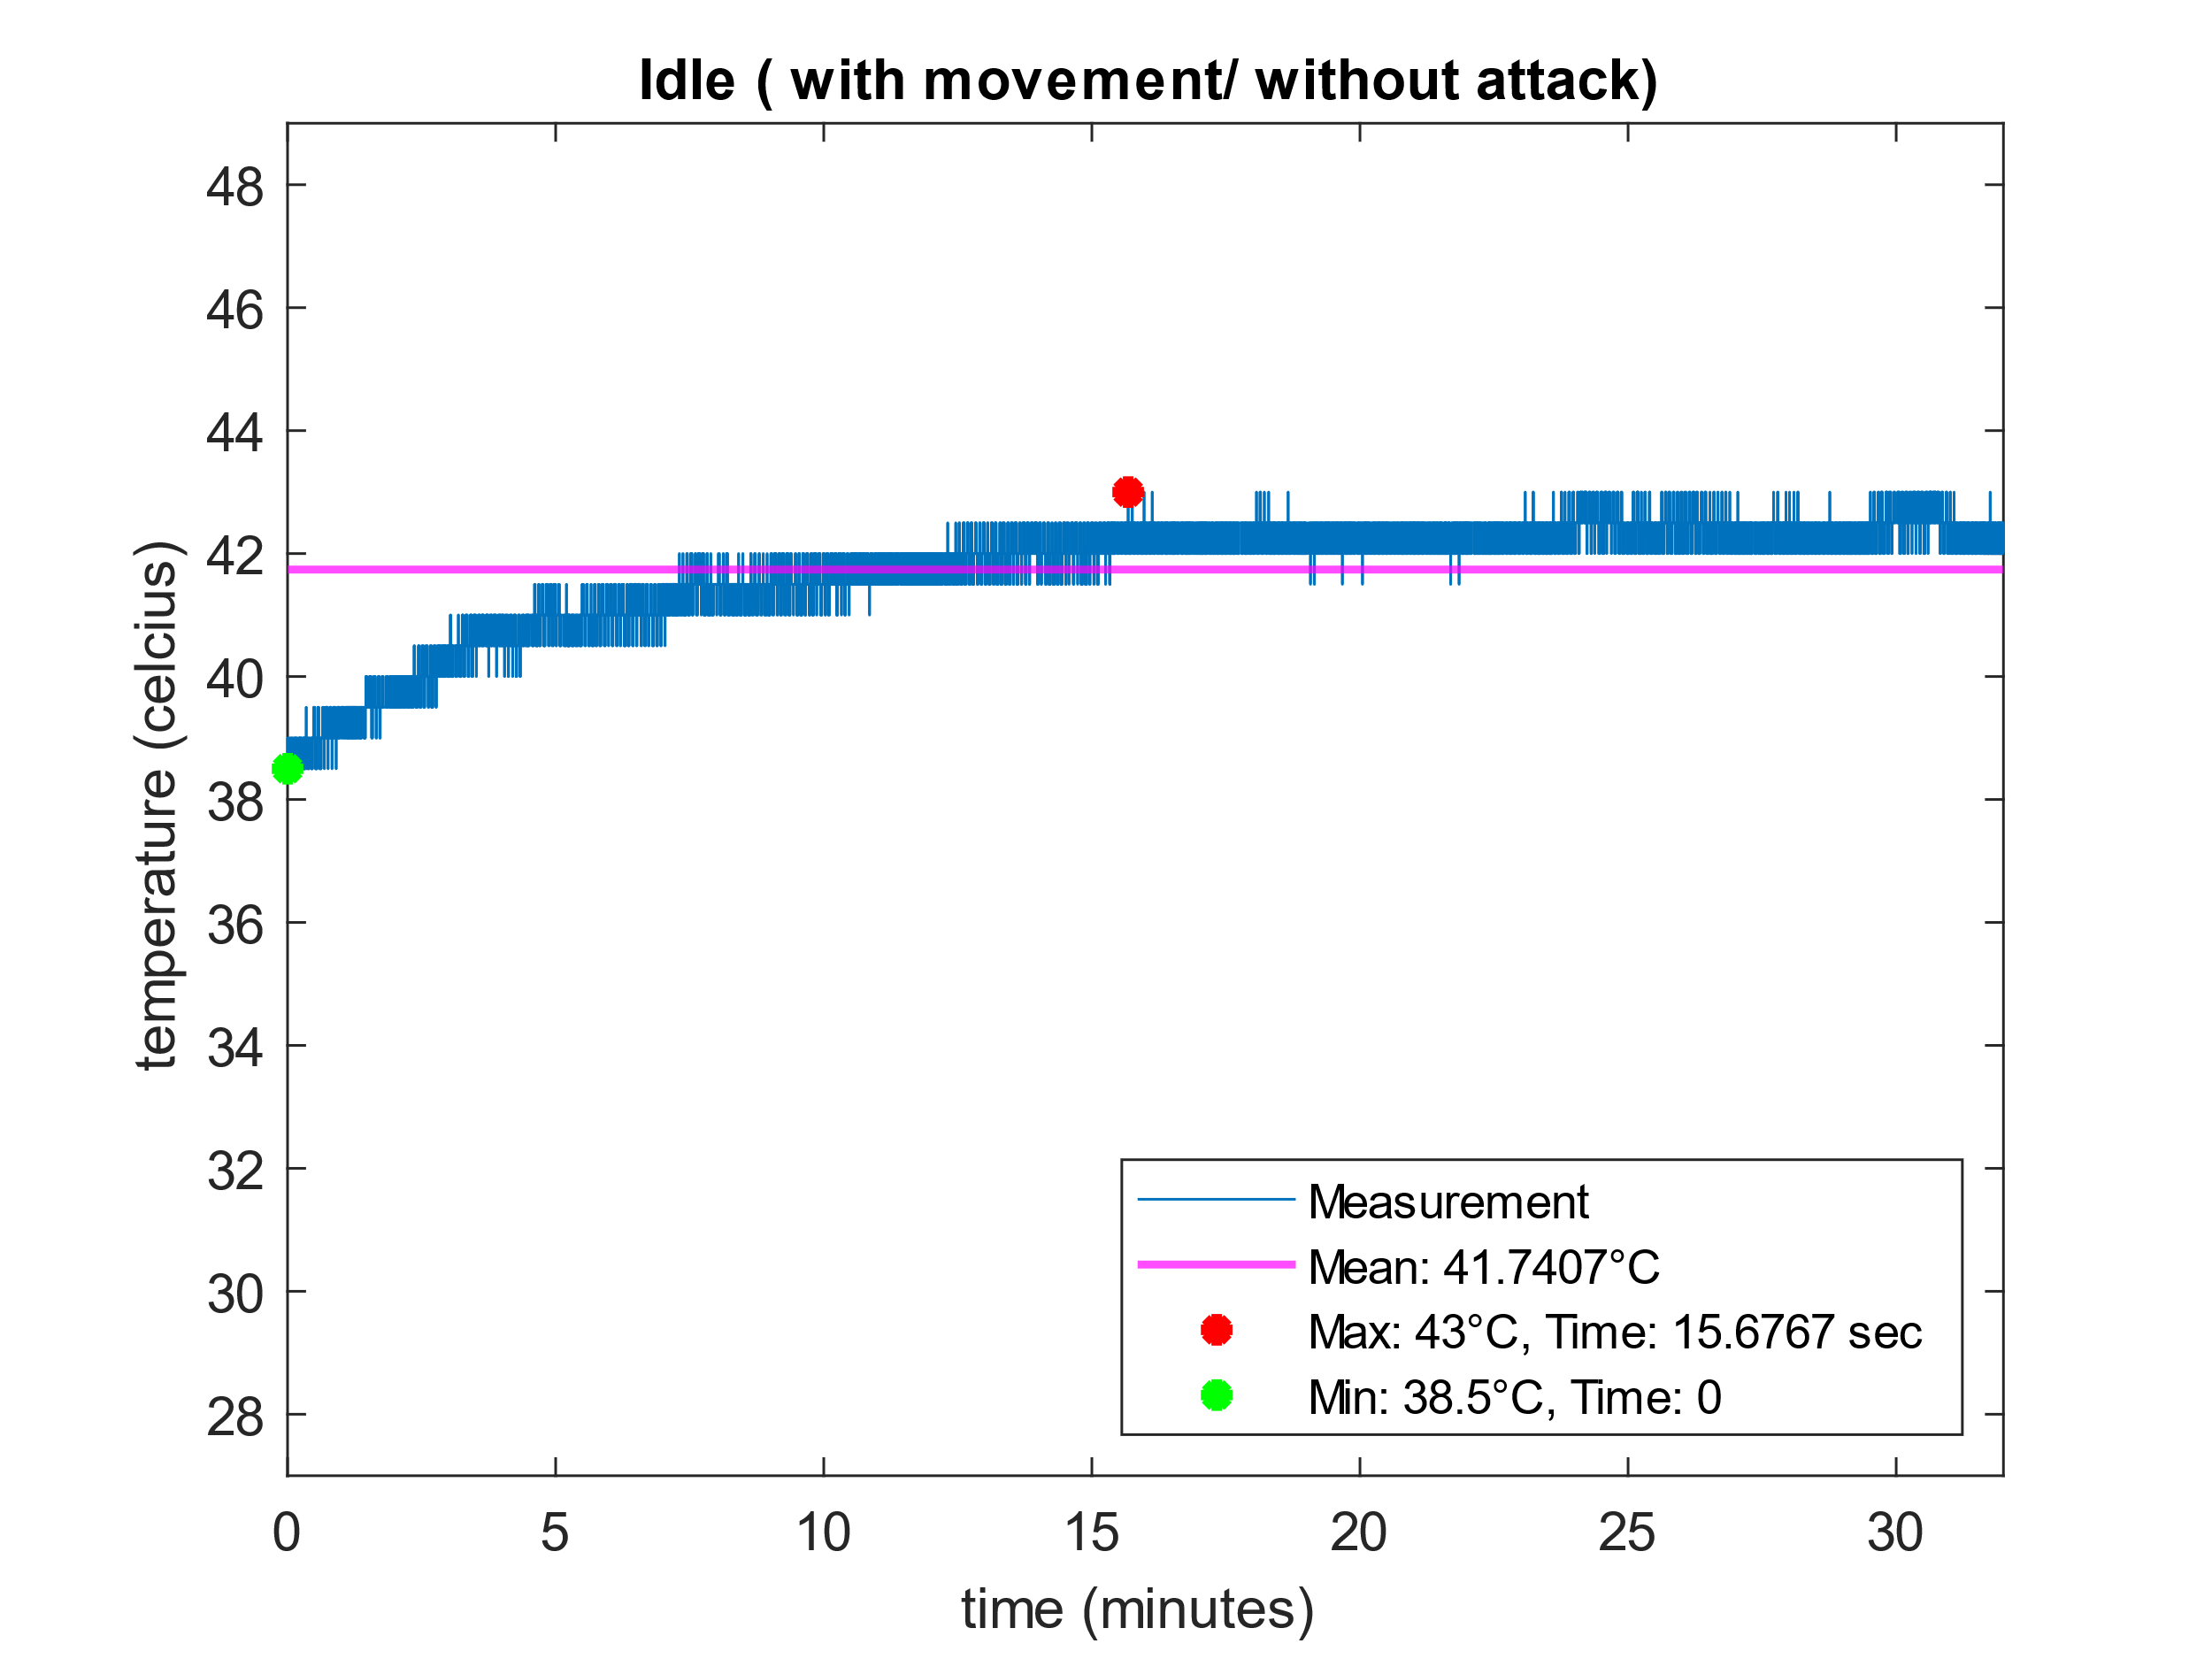 Idle ( with movement/ without attack)
48
46
44
42
40
38
36
34
32
30
28
temperature (celcius)
Measurement
Mean: 41.7407°C
Max: 43°C, Time: 15.6767 sec
Min: 38.5°C, Time: 0
0 5 10 15 20 25 30
time (minutes)